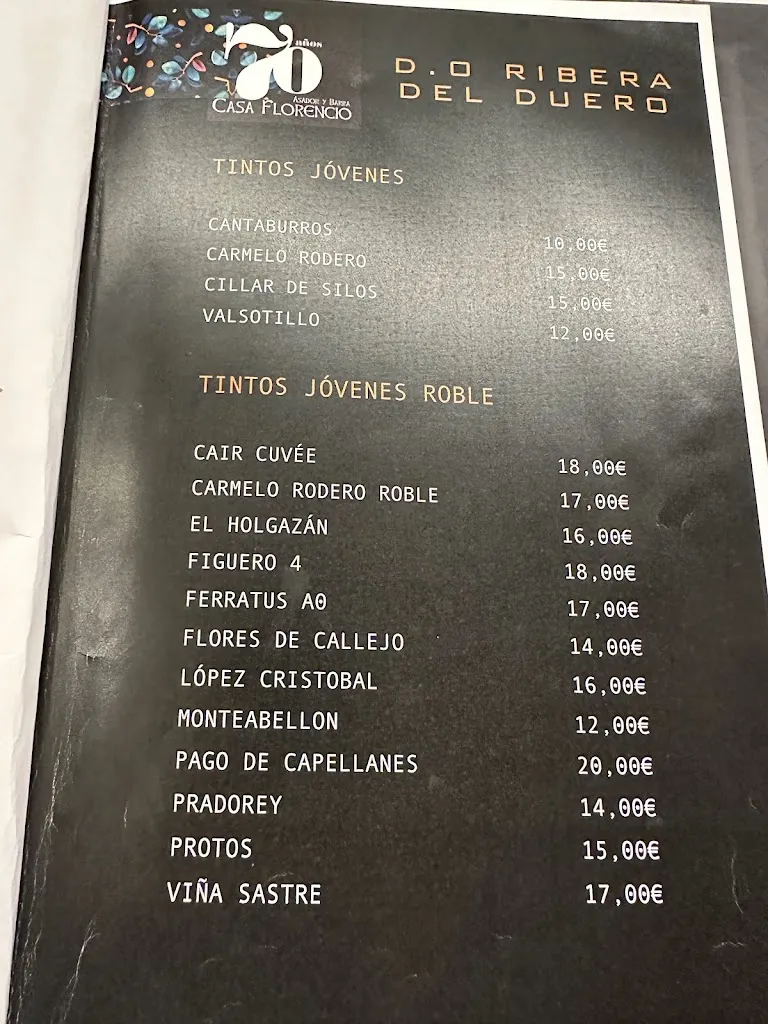 70 años
ASADOR Y BARRA
CASA FLORENCIO
D.O RIBERA
DEL DUERO
TINTOS JÓVENES
CANTABURROS 10,00€
CARMELO RODERO 15,00€
CILLAR DE SILOS 15,00€
VALSOTILLO 12,00€
TINTOS JÓVENES ROBLE
CAIR CUVÉE 18,00€
CARMELO RODERO ROBLE 17,00€
EL HOLGAZÁN 16,00€
FIGUERO 4 18,00€
FERRATUS A0 17,00€
FLORES DE CALLEJO 14,00€
LÓPEZ CRISTOBAL 16,00€
MONTEABELLON 12,00€
PAGO DE CAPELLANES 20,00€
PRADOREY 14,00€
PROTOS 15,00€
VIÑA SASTRE 17,00€